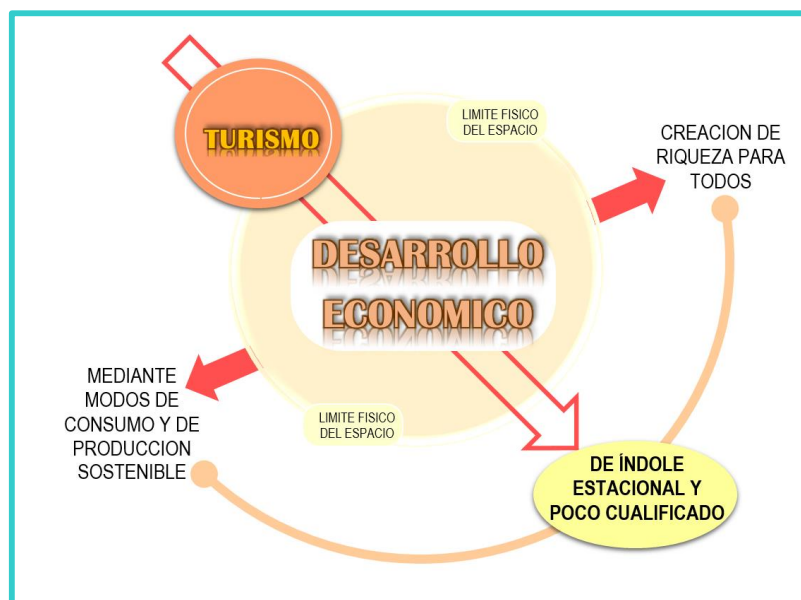 TURISMO
LIMITE FISICO
DEL ESPACIO
CREACION DE
RIQUEZA PARA
TODOS
DESARROLLO
ECONOMICO
MEDIANTE
MODOS DE
CONSUMO Y DE
PRODUCCION
SOSTENIBLE
LIMITE FISICO
DEL ESPACIO
DE ÍNDOLE
ESTACIONAL Y
POCO CUALIFICADO